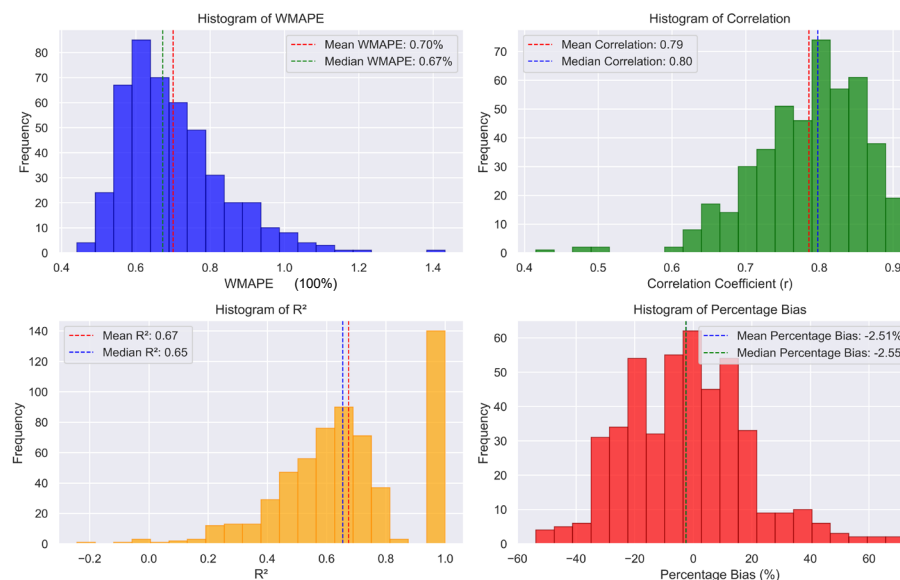 Histogram of WMAPE
Mean WMAPE: 0.70%
Median WMAPE: 0.67%
Frequency
80
70
60
50
40
30
20
10
0
0.4 0.6 0.8 1.0 1.2 1.4
WMAPE (100%)
Histogram of Correlation
Mean Correlation: 0.79
Median Correlation: 0.80
Frequency
70
60
50
40
30
20
10
0
0.4 0.5 0.6 0.7 0.8 0.9
Correlation Coefficient (r)
Histogram of R²
Mean R²: 0.67
Median R²: 0.65
Frequency
140
120
100
80
60
40
20
0
−0.2 0.0 0.2 0.4 0.6 0.8 1.0
R²
Histogram of Percentage Bias
Mean Percentage Bias: -2.51%
Median Percentage Bias: -2.55
Frequency
60
50
40
30
20
10
0
−60 −40 −20 0 20 40 60
Percentage Bias (%)